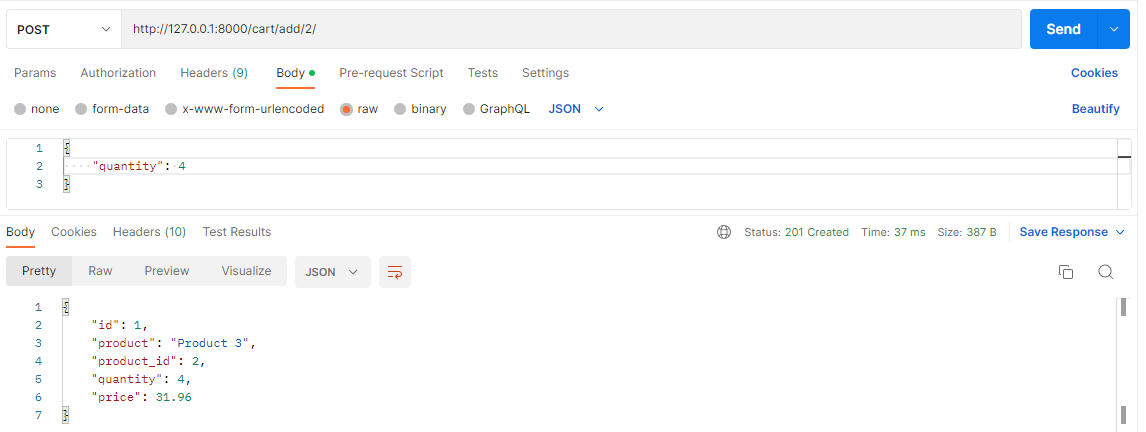 POST http://127.0.0.1:8000/cart/add/2/ Send
Params Authorization Headers (9) Body Pre-request Script Tests Settings Cookies
none form-data x-www-form-urlencoded raw binary GraphQL JSON Beautify
1 {
2 "quantity": 4
3 }
Body Cookies Headers (10) Test Results Status: 201 Created Time: 37 ms Size: 387 B Save Response
Pretty Raw Preview Visualize JSON
1 {
2 "id": 1,
3 "product": "Product 3",
4 "product_id": 2,
5 "quantity": 4,
6 "price": 31.96
7 }